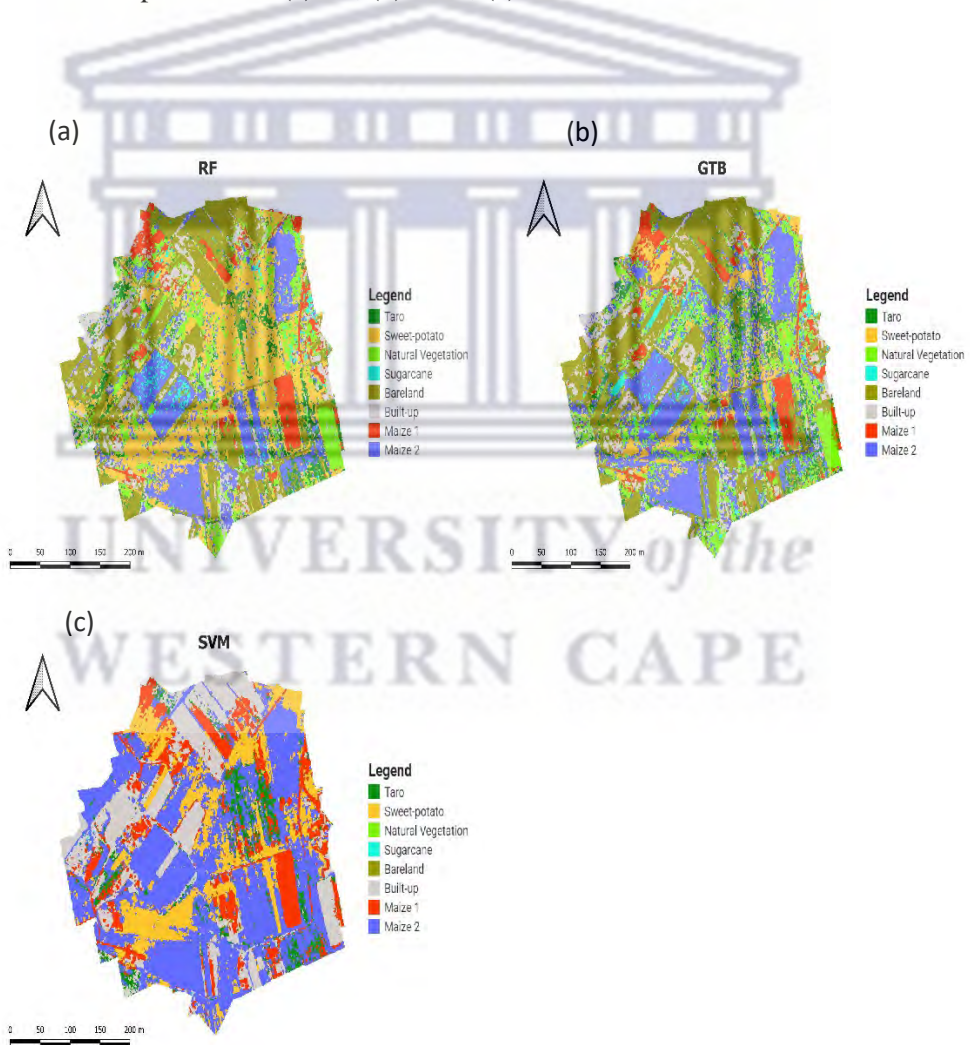 (a)
RF
Legend
Taro
Sweet-potato
Natural Vegetation
Sugarcane
Bareland
Built-up
Maize 1
Maize 2
0 50 100 150 200 m
(b)
GTB
Legend
Taro
Sweet-potato
Natural Vegetation
Sugarcane
Bareland
Built-up
Maize 1
Maize 2
0 50 100 150 200 m
UNIVERSITY of the
WESTERN CAPE
(c)
SVM
Legend
Taro
Sweet-potato
Natural Vegetation
Sugarcane
Bareland
Built-up
Maize 1
Maize 2
0 50 100 150 200 m